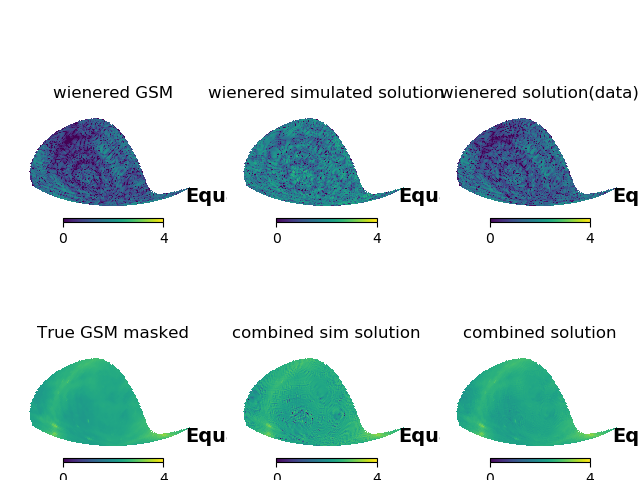 wienered GSM
wienered simulated solution
wienered solution(data)
Equ
Equ
Eq
0 4
0 4
0 4
True GSM masked
combined sim solution
combined solution
Equ
Equ
Eq
0 4
0 4
0 4